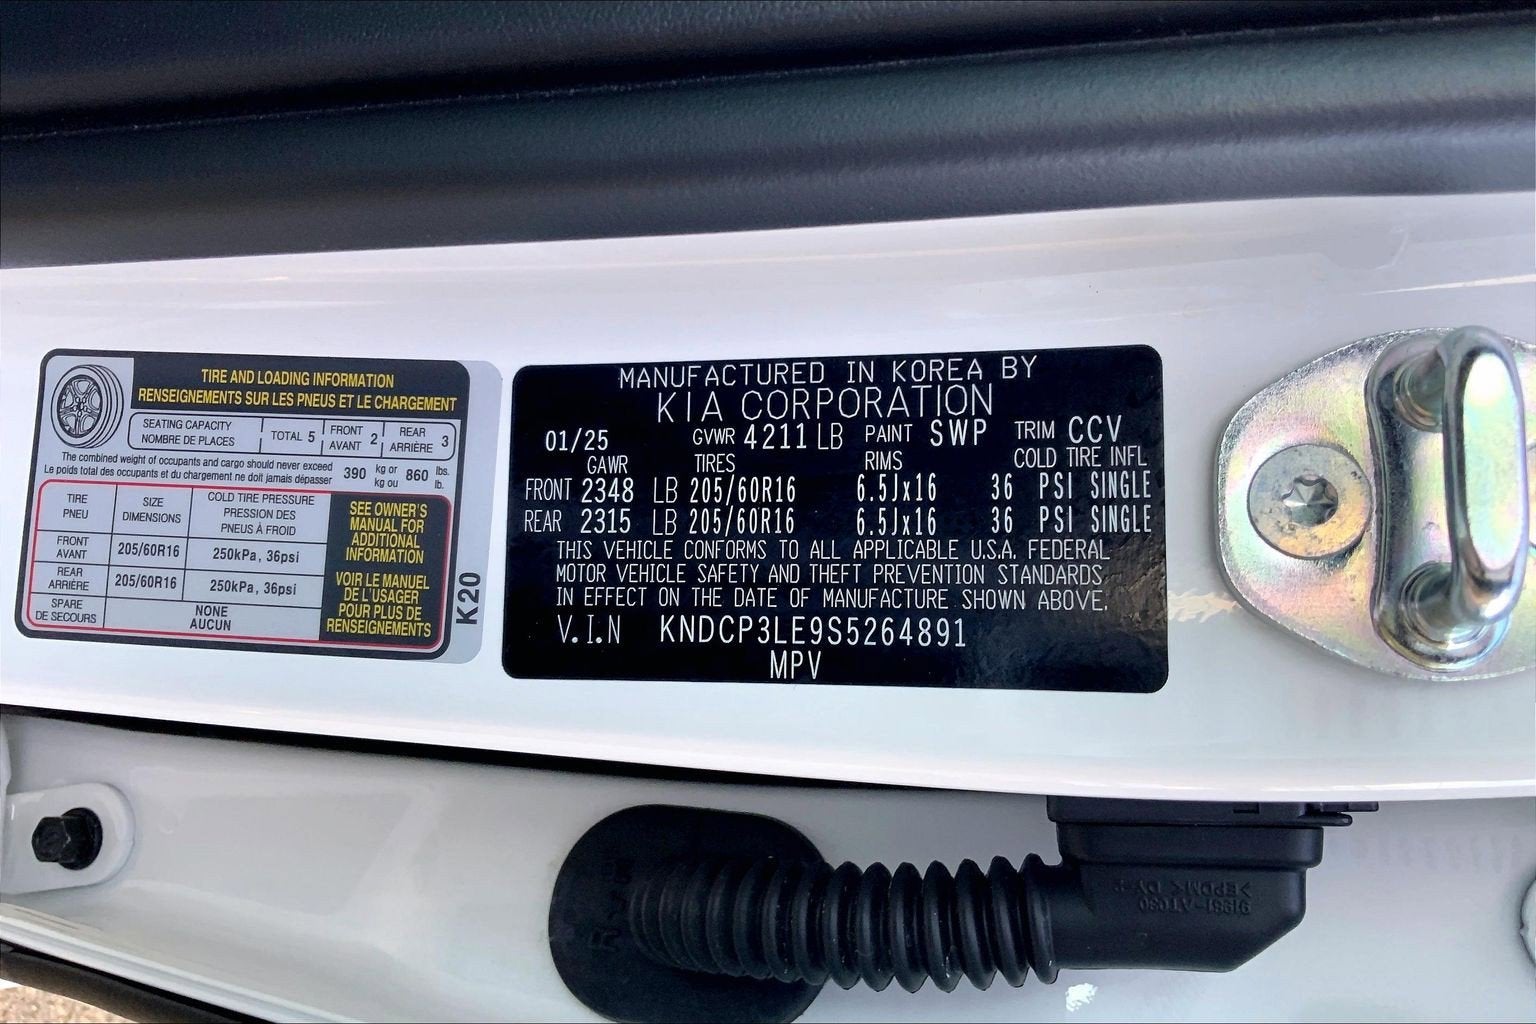 TIRE AND LOADING INFORMATION
RENSEIGNEMENTS SUR LES PNEUS ET LE CHARGEMENT
SEATING CAPACITY
NOMBRE DE PLACES
TOTAL 5
FRONT
AVANT 2
REAR
ARRIÈRE 3
The combined weight of occupants and cargo should never exceed
Le poids total des occupants et du chargement ne doit jamais dépasser
390 kg or
kg ou
860 lbs.
lb.
TIRE
PNEU
SIZE
DIMENSIONS
COLD TIRE PRESSURE
PRESSION DES
PNEUS À FROID
FRONT
AVANT
205/60R16
250kPa, 36psi
REAR
ARRIÈRE
205/60R16
250kPa, 36psi
SPARE
DE SECOURS
NONE
AUCUN
SEE OWNER'S
MANUAL FOR
ADDITIONAL
INFORMATION
VOIR LE MANUEL
DE L'USAGER
POUR PLUS DE
RENSEIGNEMENTS
K20
MANUFACTURED IN KOREA BY
KIA CORPORATION
01/25 GVWR 4211 LB PAINT SWP TRIM CCV
GAWR TIRES RIMS COLD TIRE INFL
FRONT 2348 LB 205/60R16 6.5Jx16 36 PSI SINGLE
REAR 2315 LB 205/60R16 6.5Jx16 36 PSI SINGLE
THIS VEHICLE CONFORMS TO ALL APPLICABLE U.S.A. FEDERAL
MOTOR VEHICLE SAFETY AND THEFT PREVENTION STANDARDS
IN EFFECT ON THE DATE OF MANUFACTURE SHOWN ABOVE.
V.I.N KNDCP3LE9S5264891
MPV
>EPDM< DY-
91981-AT030